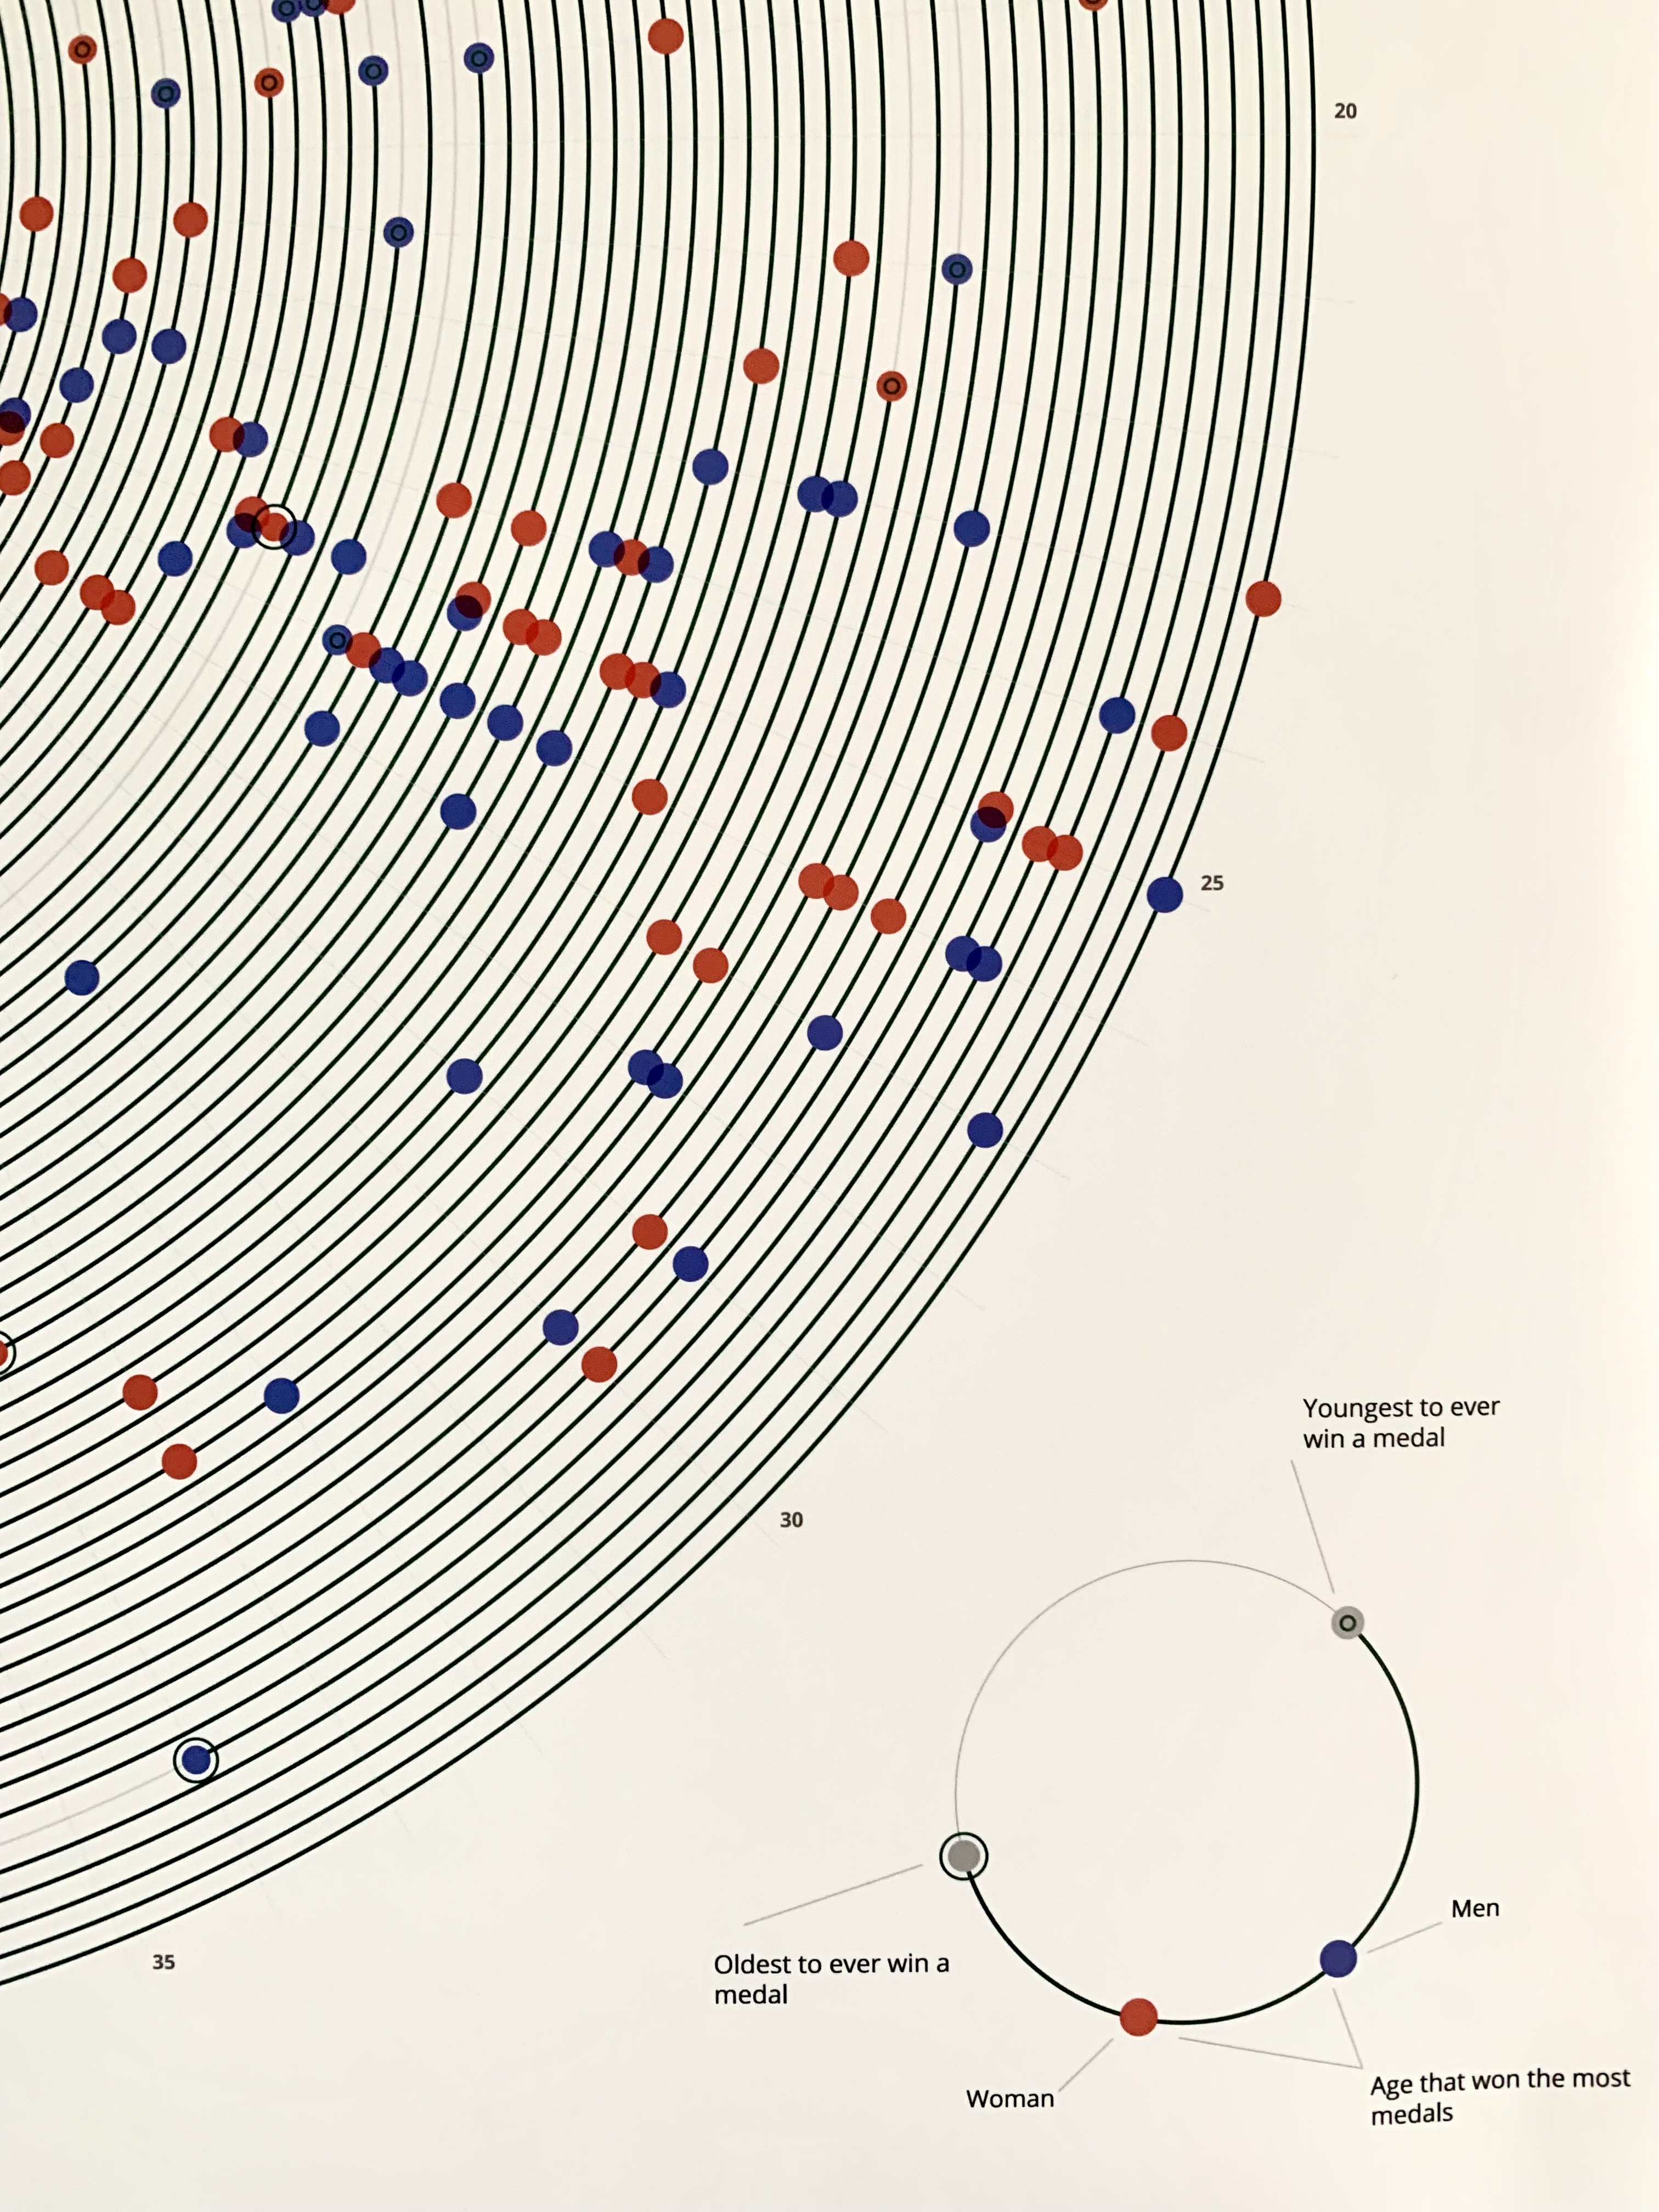 20
25
Youngest to ever
win a medal
30
Men
Oldest to ever win a
medal
35
Woman
Age that won the most
medals